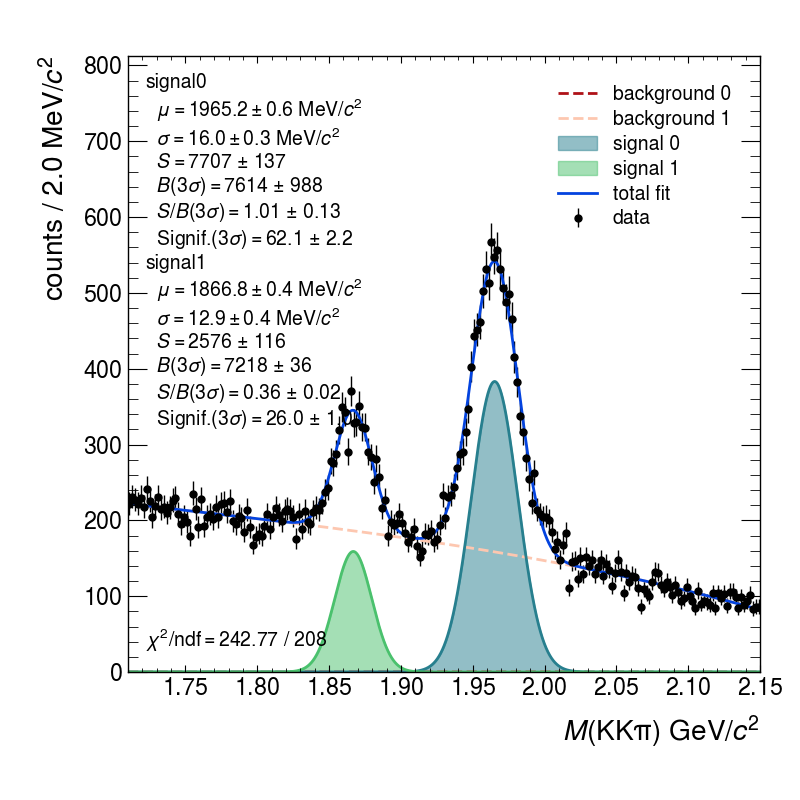 counts / 2.0 MeV/c²
800
700
600
500
400
300
200
100
0
signal0
μ = 1965.2 ± 0.6 MeV/c²
σ = 16.0 ± 0.3 MeV/c²
S = 7707 ± 137
B(3σ) = 7614 ± 988
S/B(3σ) = 1.01 ± 0.13
Signif.(3σ) = 62.1 ± 2.2
signal1
μ = 1866.8 ± 0.4 MeV/c²
σ = 12.9 ± 0.4 MeV/c²
S = 2576 ± 116
B(3σ) = 7218 ± 36
S/B(3σ) = 0.36 ± 0.02
Signif.(3σ) = 26.0 ± 1.
χ²/ndf = 242.77 / 208
background 0
background 1
signal 0
signal 1
total fit
data
1.75 1.80 1.85 1.90 1.95 2.00 2.05 2.10 2.15
M(KKπ) GeV/c²